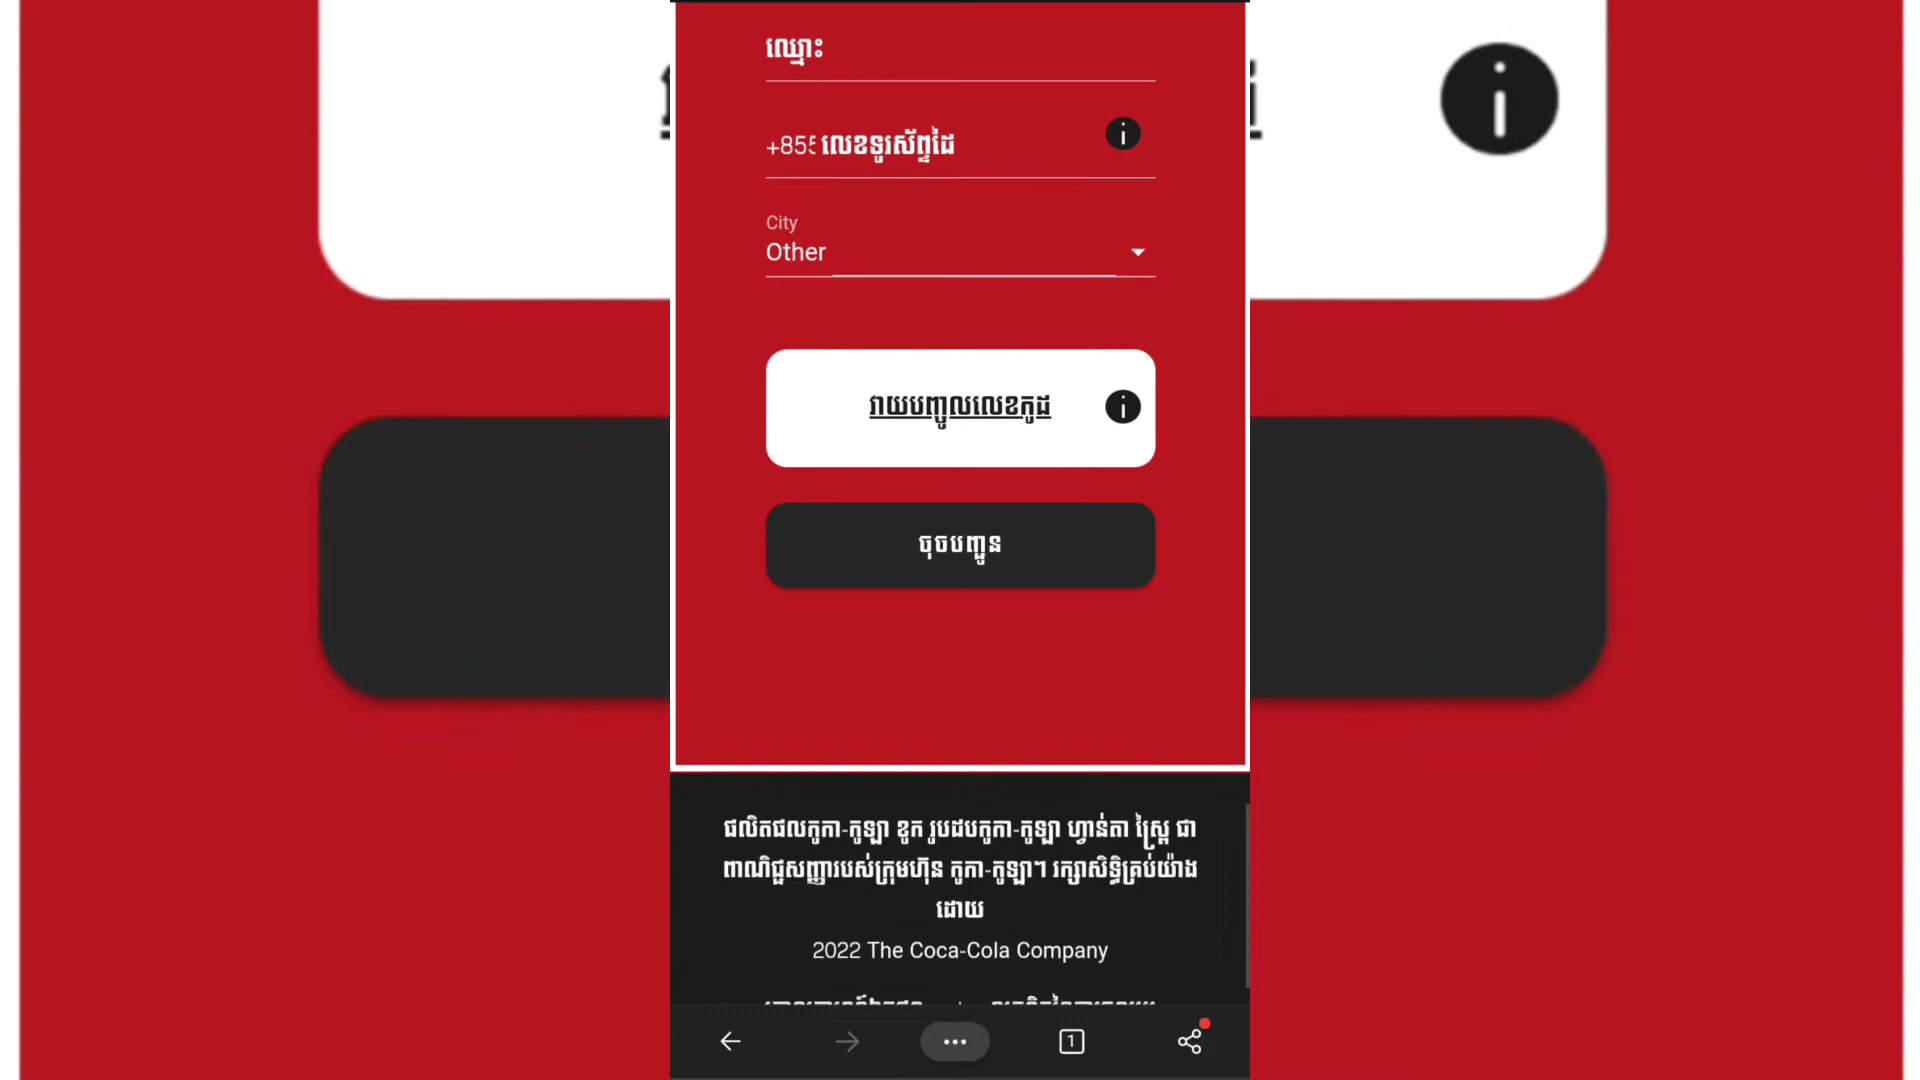 ឈ្មោះ
+855 លេខទូរស័ព្ទដៃ
City
Other
វាយបញ្ចូលលេខកូដ
ចុចបញ្ជូន
ផលិតផលកូកា-កូឡា ខូក រូបដបកូកា-កូឡា ហ្វាន់តា ស្ប្រៃ ជា
ពាណិជ្ជសញ្ញារបស់ក្រុមហ៊ុន កូកា-កូឡា។ រក្សាសិទ្ធិគ្រប់យ៉ាង
ដោយ
2022 The Coca-Cola Company
1